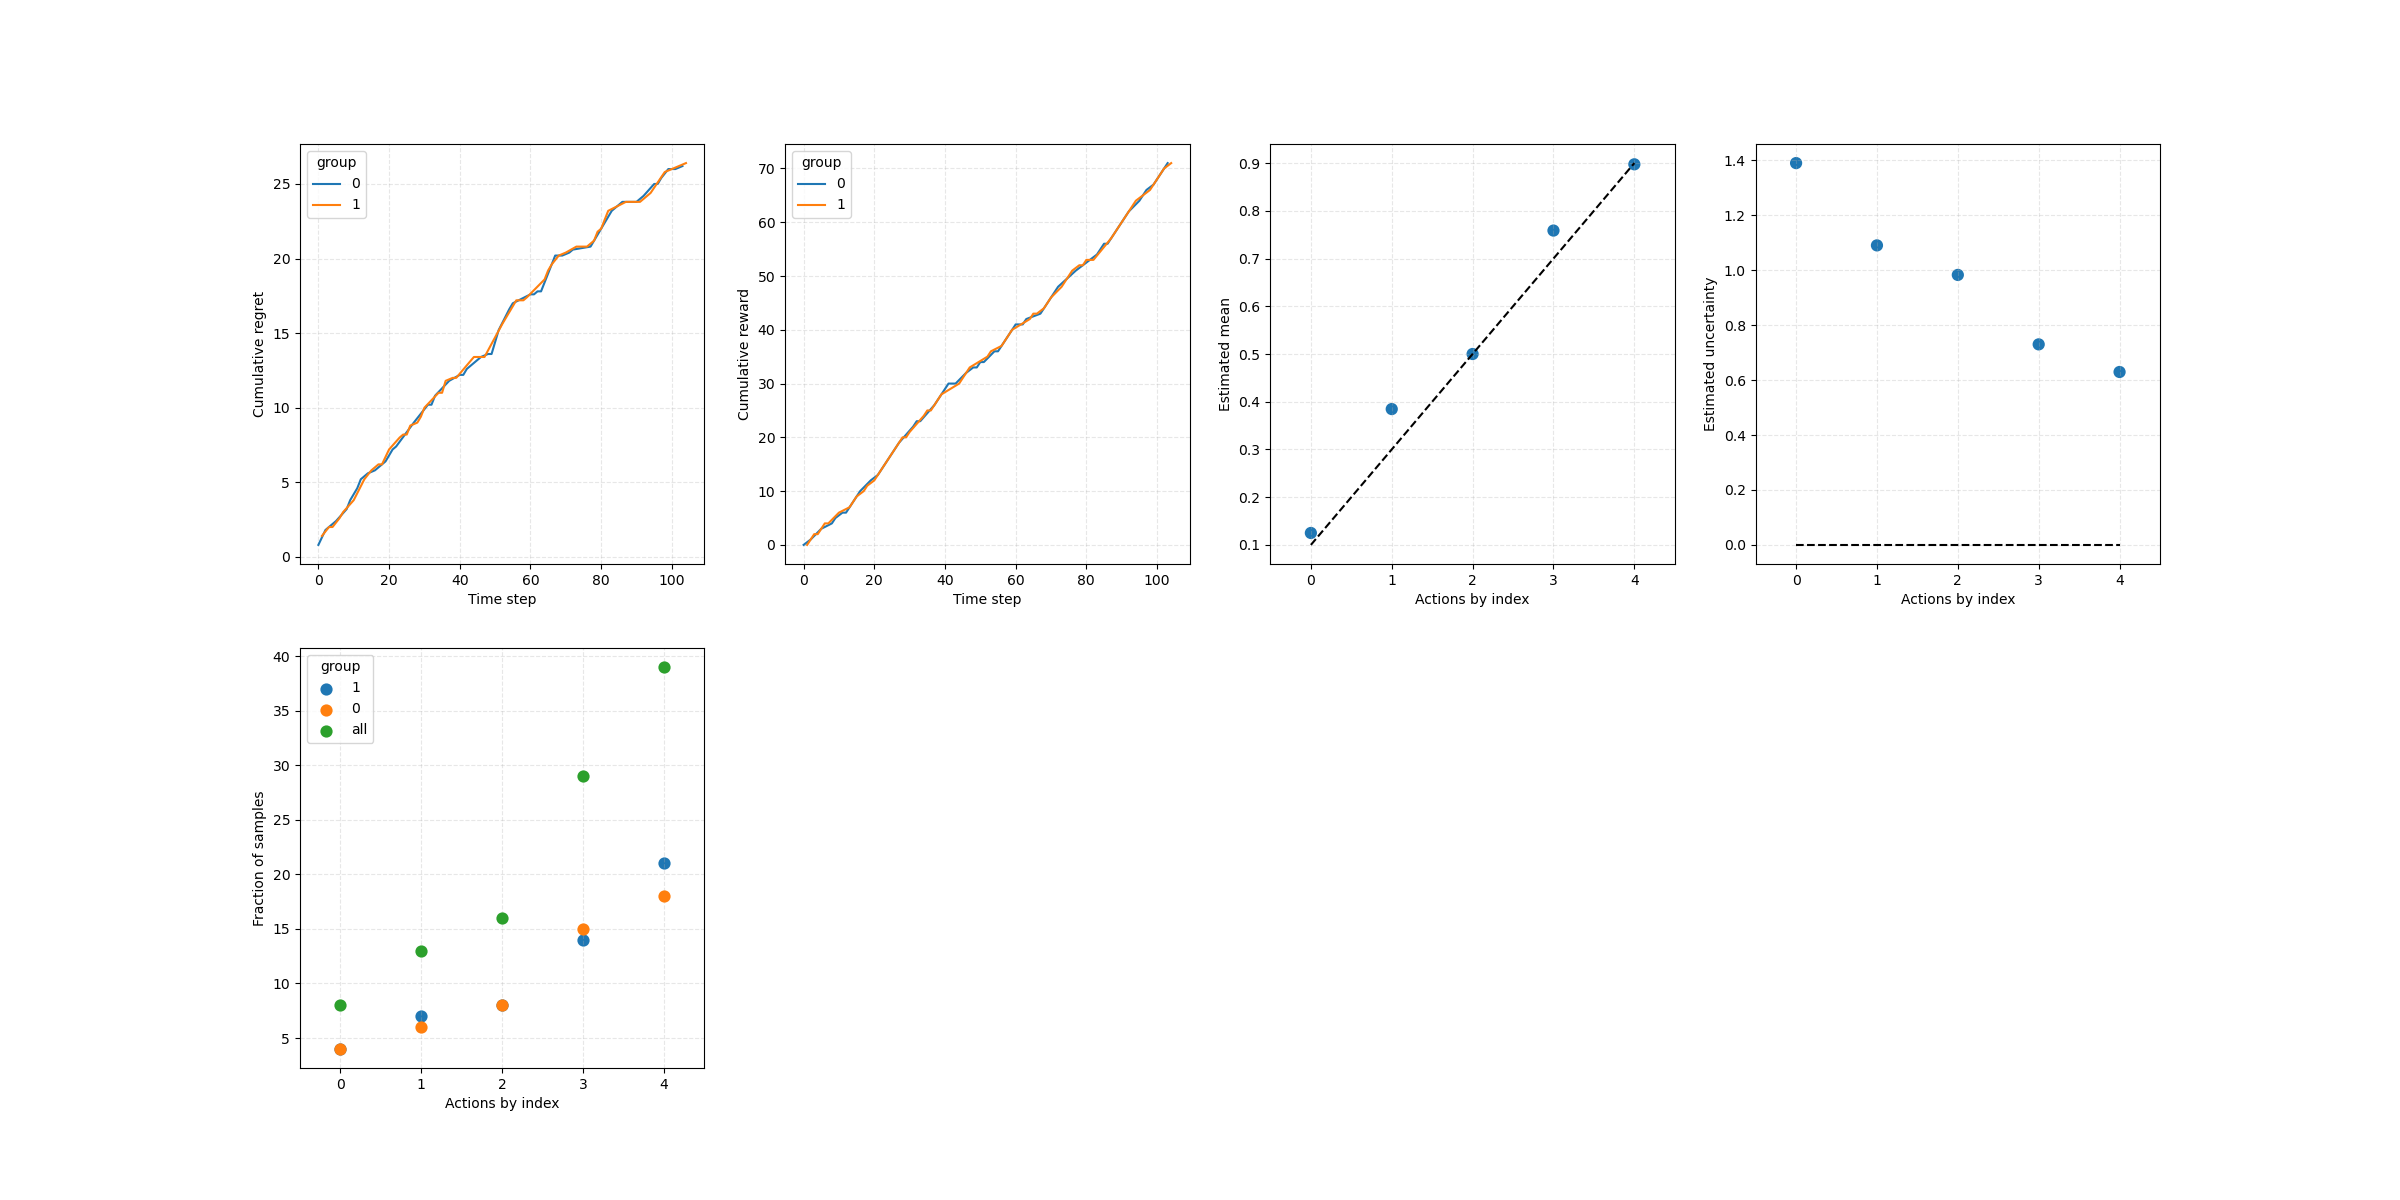 group
0
1
25
20
15
10
5
0
Cumulative regret
0 20 40 60 80 100
Time step
group
0
1
70
60
50
40
30
20
10
0
Cumulative reward
0 20 40 60 80 100
Time step
0.9
0.8
0.7
0.6
0.5
0.4
0.3
0.2
0.1
Estimated mean
0 1 2 3 4
Actions by index
1.4
1.2
1.0
0.8
0.6
0.4
0.2
0.0
Estimated uncertainty
0 1 2 3 4
Actions by index
group
1
0
all
40
35
30
25
20
15
10
5
Fraction of samples
0 1 2 3 4
Actions by index